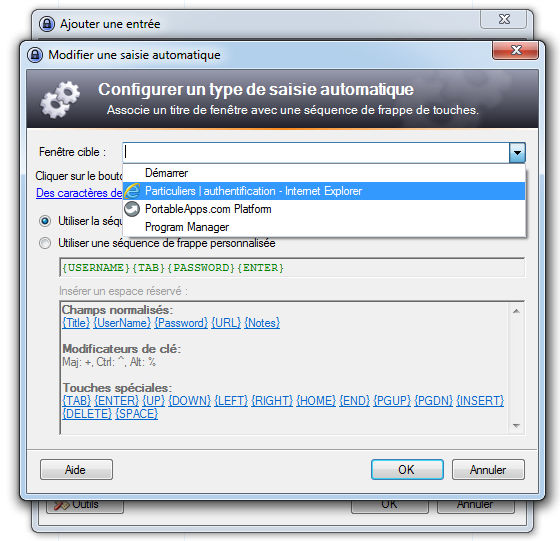 Ajouter une entrée
Modifier une saisie automatique
Configurer un type de saisie automatique
Associe un titre de fenêtre avec une séquence de frappe de touches.
Fenêtre cible :
Démarrer
Cliquer sur le bouto
Particuliers | authentification - Internet Explorer
Des caractères de
PortableApps.com Platform
Utiliser la séqu
Program Manager
Utiliser une séquence de frappe personnalisée
{USERNAME}{TAB}{PASSWORD}{ENTER}
Insérer un espace réservé :
Champs normalisés:
{Title} {UserName} {Password} {URL} {Notes}
Modificateurs de clé:
Maj: +, Ctrl: ^, Alt: %
Touches spéciales:
{TAB} {ENTER} {UP} {DOWN} {LEFT} {RIGHT} {HOME} {END} {PGUP} {PGDN} {INSERT}
{DELETE} {SPACE}
Aide OK Annuler
Outils OK Annuler